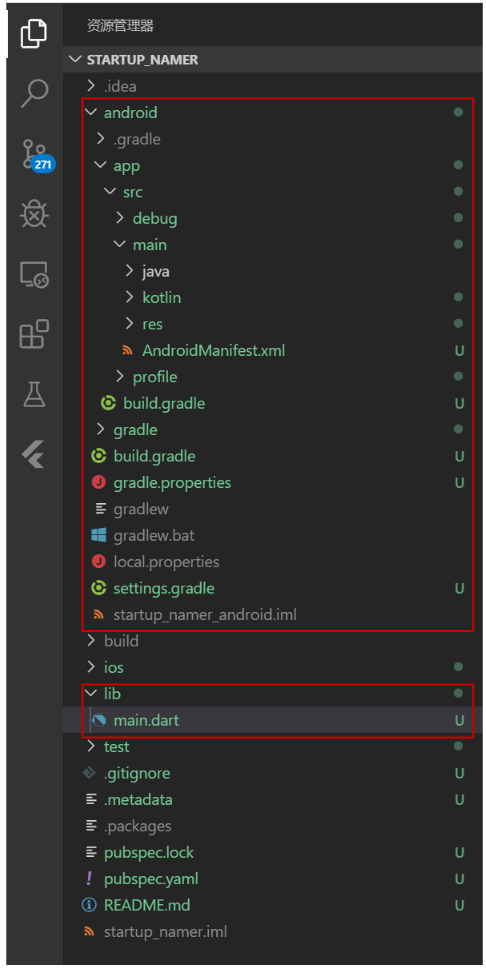 资源管理器
STARTUP_NAMER
.idea
android
.gradle
app
src
debug
main
java
kotlin
res
AndroidManifest.xml U
profile
build.gradle U
gradle
build.gradle U
gradle.properties U
gradlew
gradlew.bat
local.properties
settings.gradle U
startup_namer_android.iml
build
ios
lib
main.dart U
test
.gitignore U
.metadata U
.packages
pubspec.lock U
pubspec.yaml U
README.md U
startup_namer.iml
271